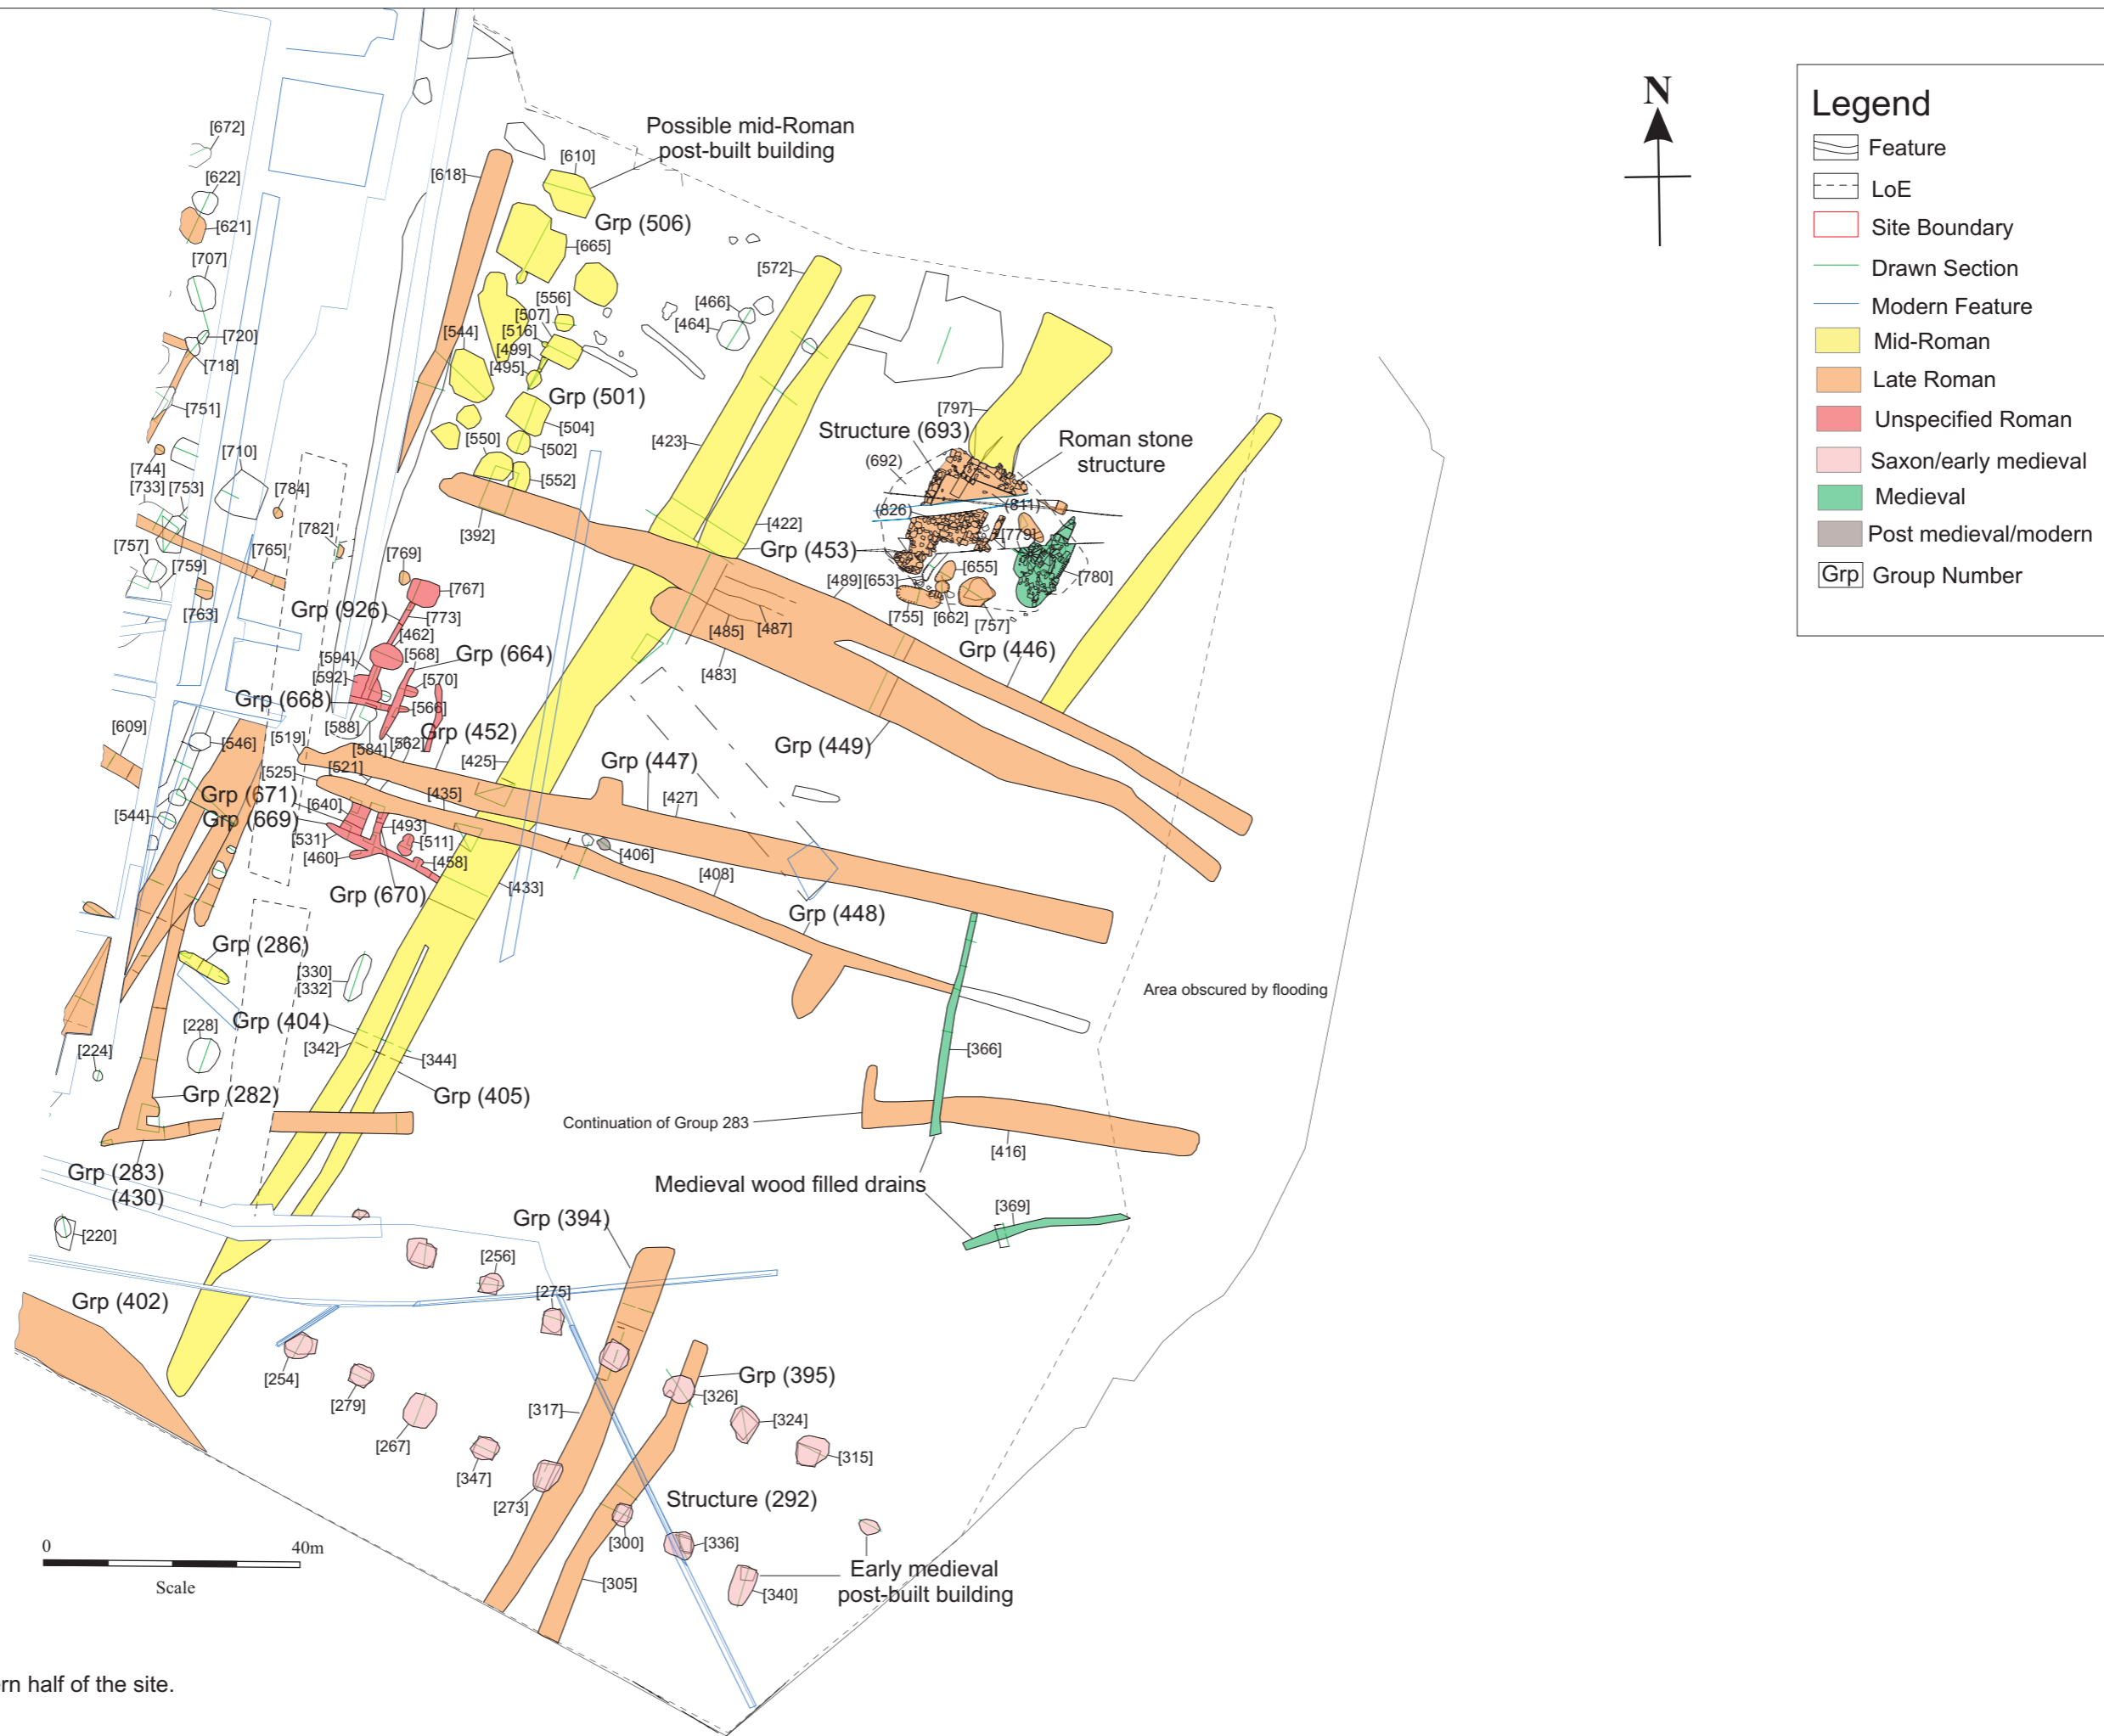 [672]
[622]
[621]
[707]
[720]
[718]
[751]
[744]
[733]
[753]
[710]
[784]
[757]
[759]
[763]
[765]
[782]
[769]
[767]
[773]
Grp (926)
[462]
[594]
[592]
[568]
Grp (664)
[570]
[566]
Grp (668)
[588]
[584]
[562]
Grp (452)
[618]
Possible mid-Roman
post-built building
[610]
Grp (506)
[665]
[556]
[507]
[544]
[516]
[499]
[495]
Grp (501)
[504]
[550]
[502]
[552]
[392]
[466]
[464]
[572]
[423]
[422]
Grp (453)
[797]
Structure (693)
(692)
Roman stone
structure
(826)
(811)
[779]
[780]
[489]
[653]
[655]
[755]
[662]
[757]
Grp (446)
[485]
[487]
[483]
Grp (449)
[609]
[546]
[519]
[521]
[525]
Grp (671)
[640]
Grp (669)
[544]
[531]
[493]
[511]
[460]
[458]
Grp (670)
[425]
[435]
Grp (447)
[427]
[406]
[408]
[433]
Grp (448)
Grp (286)
[330]
[332]
[228]
[224]
Grp (404)
[342]
[344]
Grp (405)
Grp (282)
Grp (283)
(430)
[366]
Area obscured by flooding
Continuation of Group 283
[416]
Medieval wood filled drains
[369]
[220]
Grp (402)
Grp (394)
[256]
[275]
[254]
[279]
[267]
[347]
[273]
[317]
Grp (395)
[326]
[324]
[315]
Structure (292)
[300]
[336]
[305]
[340]
Early medieval
post-built building
0
40m
Scale
rn half of the site.
N
Legend
Feature
LoE
Site Boundary
Drawn Section
Modern Feature
Mid-Roman
Late Roman
Unspecified Roman
Saxon/early medieval
Medieval
Post medieval/modern
Grp Group Number